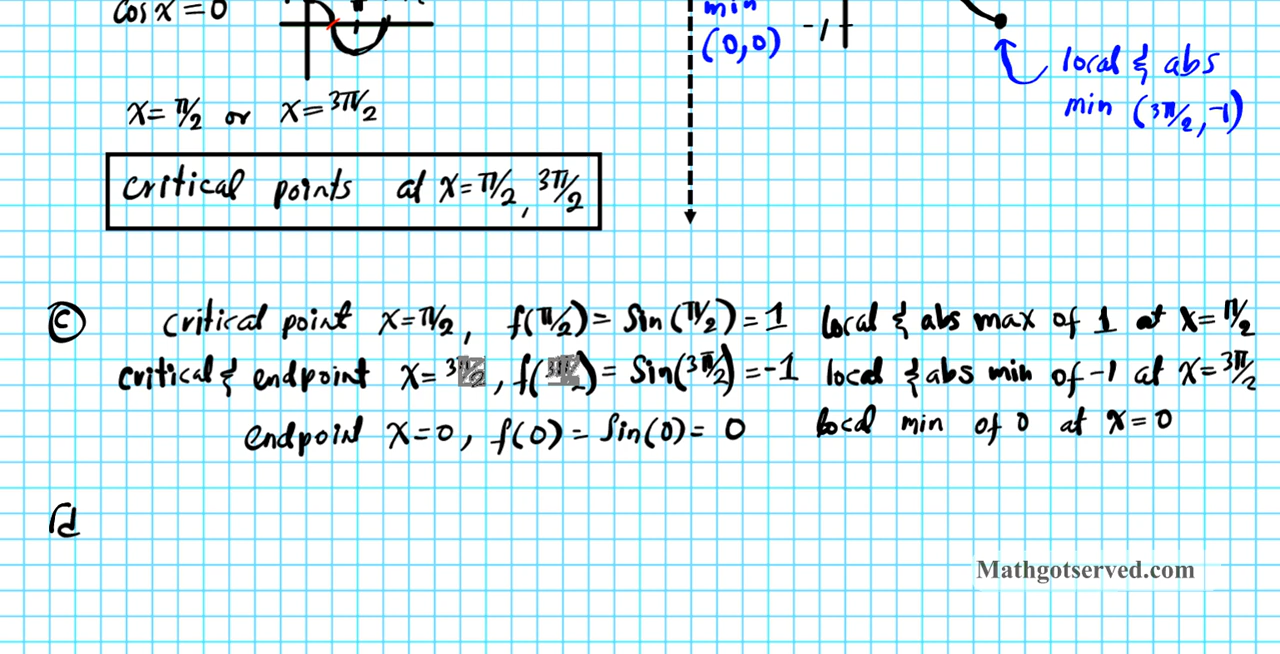 cos x = 0
min
(0,0)
-1
local & abs
min (3π/2, -1)
x = π/2 or x = 3π/2
critical points at x = π/2, 3π/2
c critical point x = π/2, f(π/2) = sin(π/2) = 1 local & abs max of 1 at x = π/2
critical & endpoint x = 3π/2, f(3π/2) = sin(3π/2) = -1 local & abs min of -1 at x = 3π/2
endpoint x = 0, f(0) = sin(0) = 0 local min of 0 at x = 0
d
Mathgotserved.com